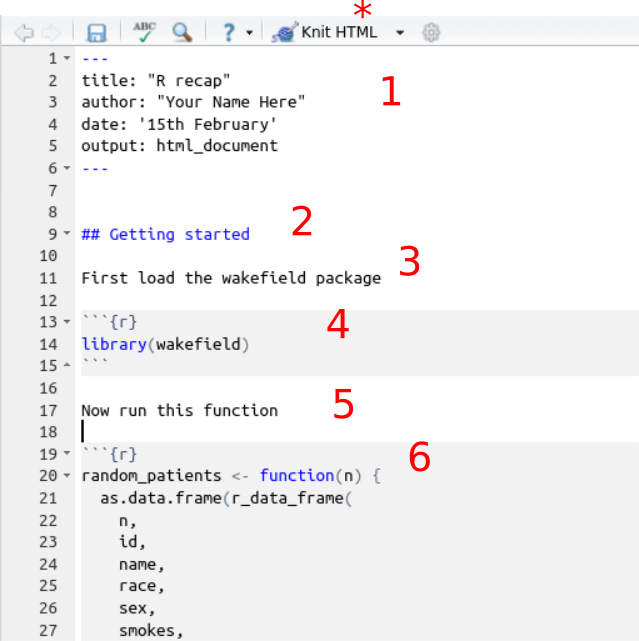 *
ABC
? Knit HTML
1 ---
2 title: "R recap" 1
3 author: "Your Name Here"
4 date: '15th February'
5 output: html_document
6 ---
7
8
9 ## Getting started 2
10
11 First load the wakefield package 3
12
13 ```{r} 4
14 library(wakefield)
15 ```
16
17 Now run this function 5
18
19 ```{r} 6
20 random_patients <- function(n) {
21 as.data.frame(r_data_frame(
22 n,
23 id,
24 name,
25 race,
26 sex,
27 smokes,